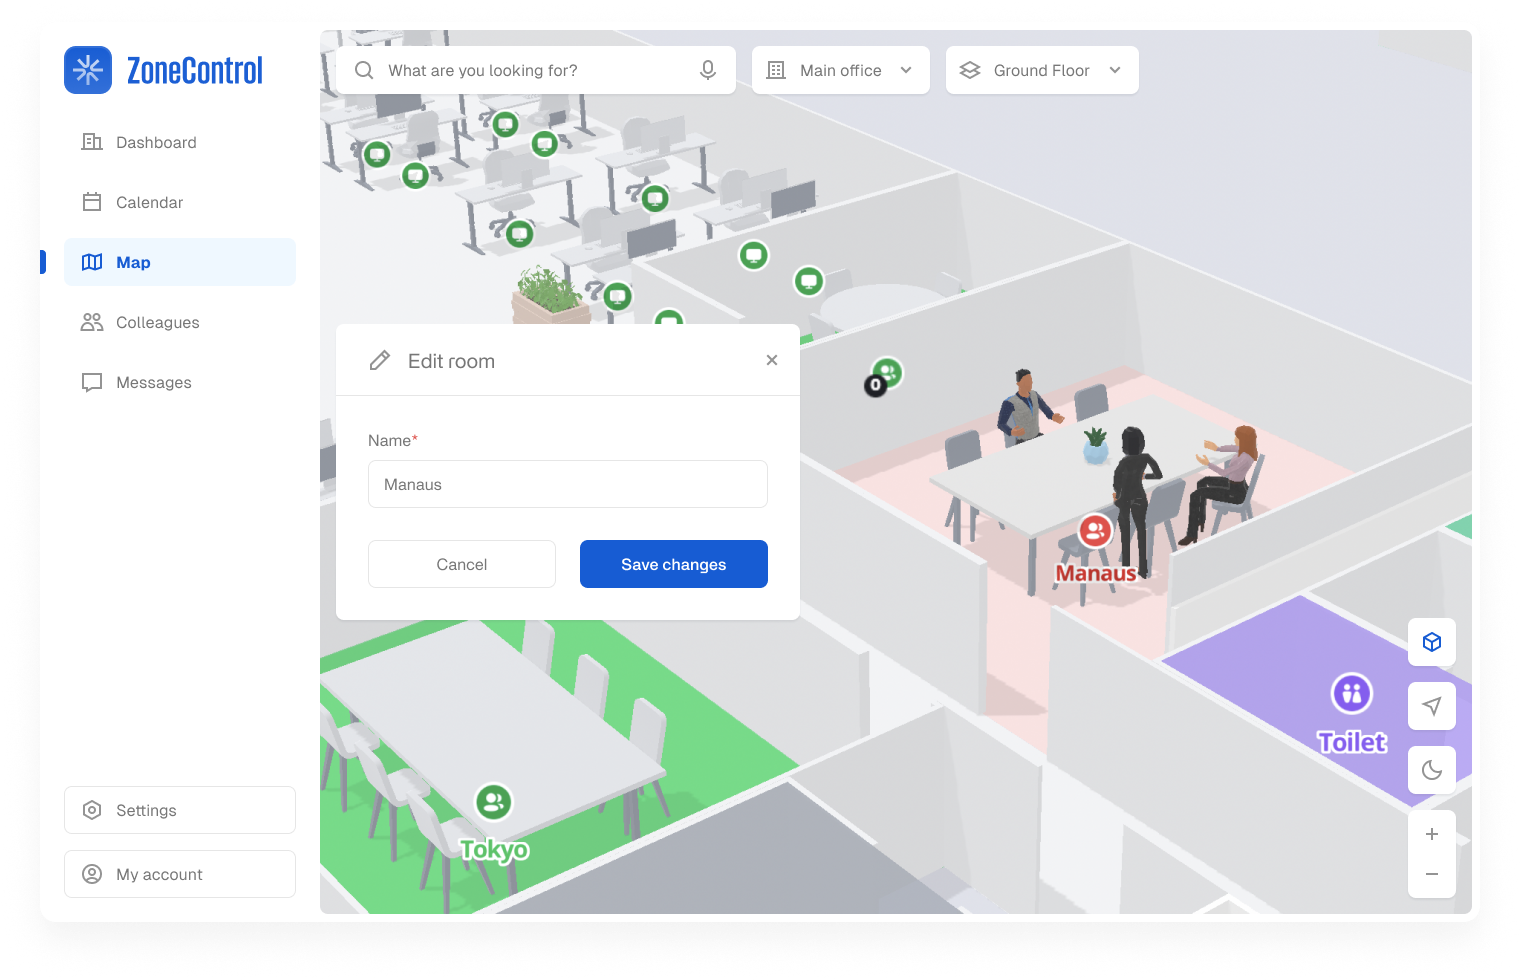 ZoneControl
Dashboard
Calendar
Map
Colleagues
Messages
Settings
My account
What are you looking for?
Main office
Ground Floor
Edit room
Name*
Manaus
Cancel
Save changes
0
Manaus
Toilet
Tokyo